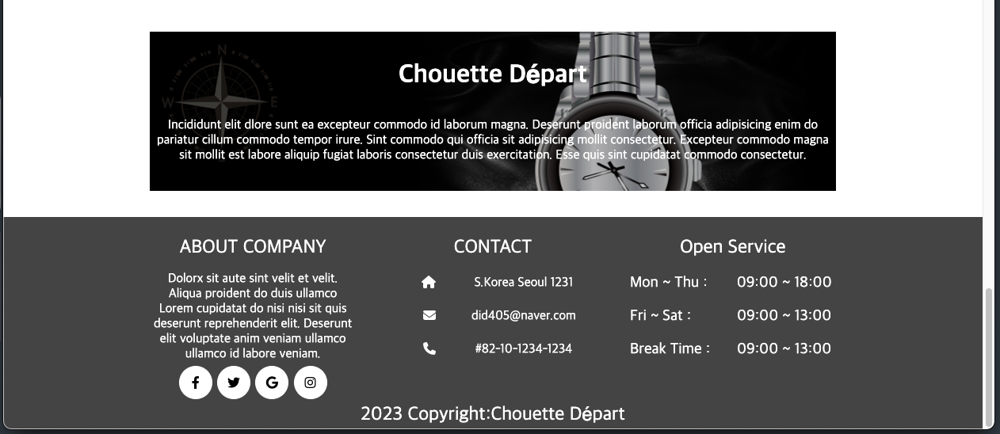 N
W
E
Chouette Départ
Incididunt elit dlore sunt ea excepteur commodo id laborum magna. Deserunt proident laborum officia adipisicing enim do
pariatur cillum commodo tempor irure. Sint commodo qui officia sit adipisicing mollit consectetur. Excepteur commodo magna
sit mollit est labore aliquip fugiat laboris consectetur duis exercitation. Esse quis sint cupidatat commodo consectetur.
ABOUT COMPANY
Dolorx sit aute sint velit et velit.
Aliqua proident do duis ullamco
Lorem cupidatat do nisi nisi sit quis
deserunt reprehenderit elit. Deserunt
elit voluptate anim veniam ullamco
ullamco id labore veniam.
CONTACT
S.Korea Seoul 1231
did405@naver.com
#82-10-1234-1234
Open Service
Mon ~ Thu : 09:00 ~ 18:00
Fri ~ Sat : 09:00 ~ 13:00
Break Time : 09:00 ~ 13:00
2023 Copyright:Chouette Départ